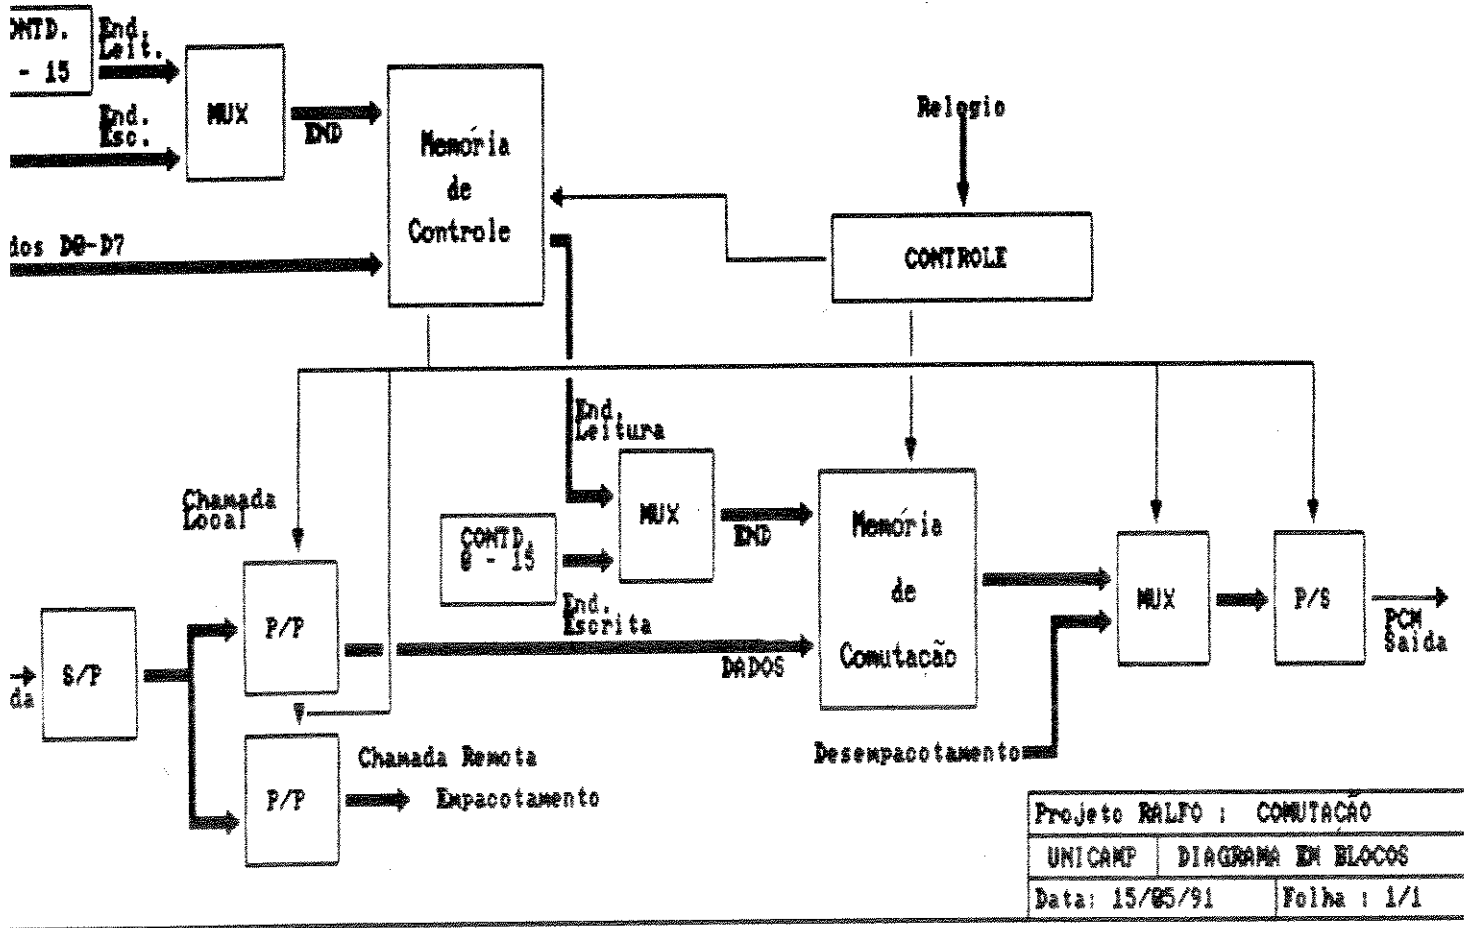 ONTD.
- 15
End.
Leit.
End.
Esc.
MUX
END
Memória
de
Controle
dos D0-D7
Relogio
CONTROLE
End.
Leitura
Chamada
Local
CONTD.
0 - 15
MUX
END
End.
Escrita
DADOS
Memória
de
Comutação
MUX
P/S
PCM
Saida
da
S/P
P/P
P/P
Chamada Remota
Empacotamento
Desempacotamento
Projeto RALFO : COMUTAÇÃO
UNICAMP DIAGRAMA EM BLOCOS
Data: 15/05/91 Folha : 1/1